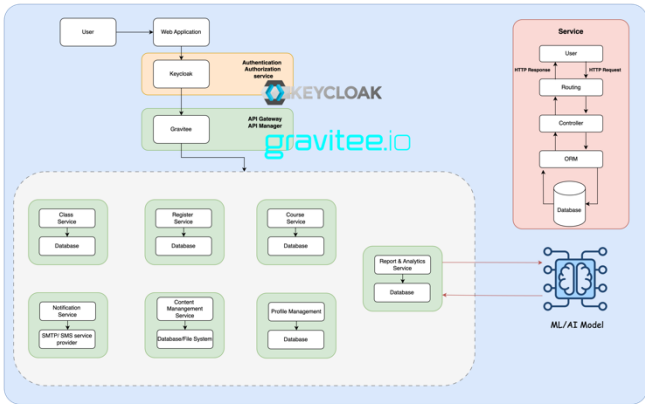 User
Web Application
Keycloak
Authentication
Authorization
service
KEYCLOAK
Gravitee
API Gateway
API Manager
gravitee.io
Class
Service
Database
Register
Service
Database
Course
Service
Database
Report & Analytics
Service
Database
Notification
Service
SMTP/ SMS service
provider
Content
Manangement
Service
Database/File System
Profile Management
Database
Service
User
HTTP Response
HTTP Request
Routing
Controller
ORM
Database
ML/AI Model